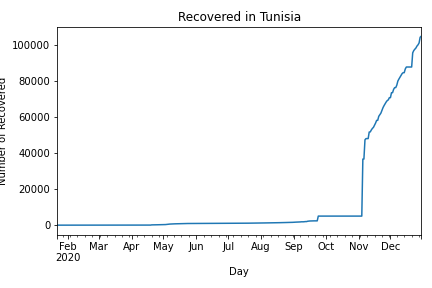 Recovered in Tunisia
Number of Recovered
100000
80000
60000
40000
20000
0
Feb Mar Apr May Jun Jul Aug Sep Oct Nov Dec
2020
Day